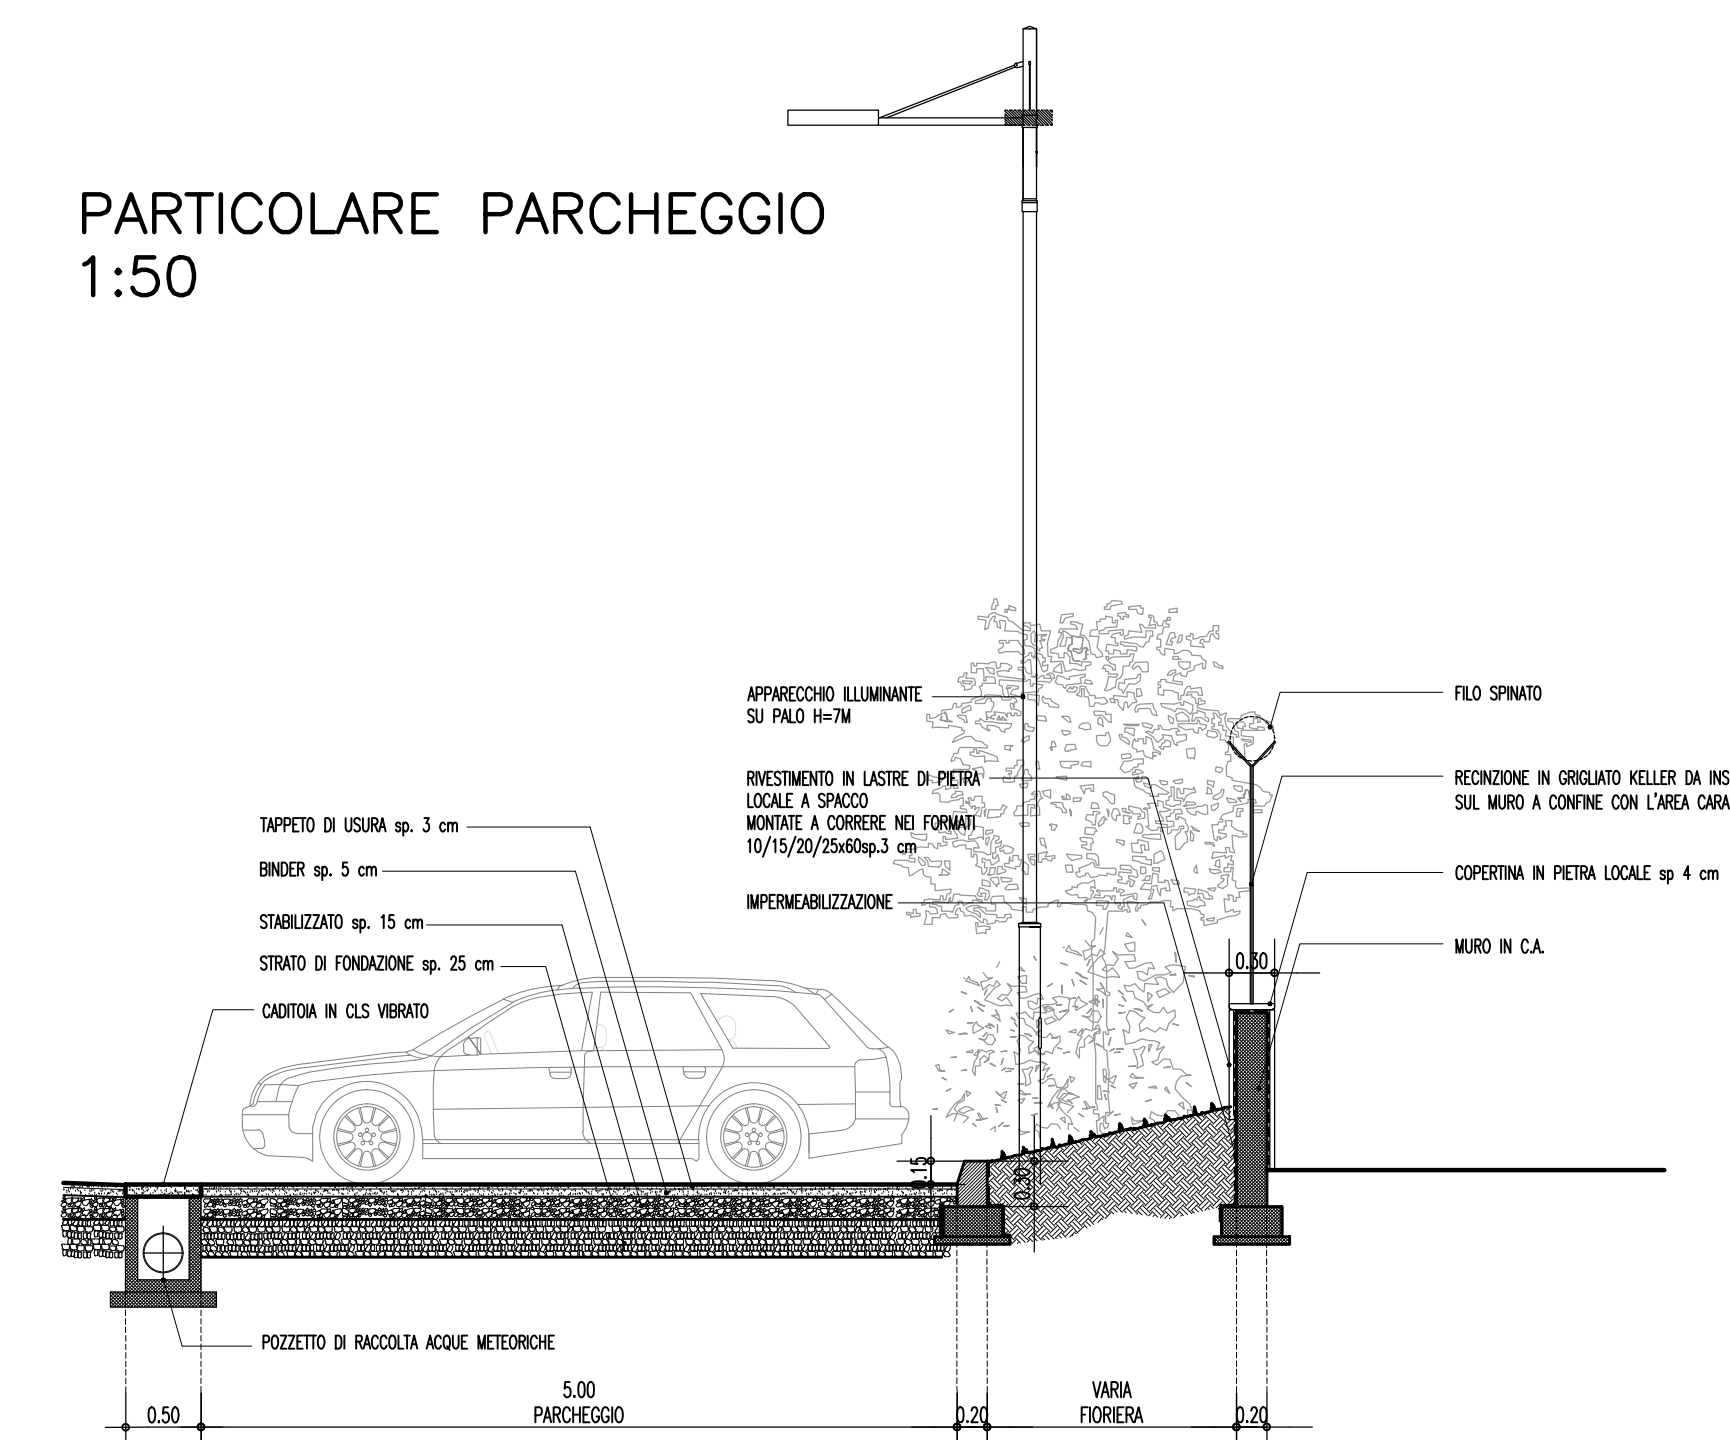 PARTICOLARE PARCHEGGIO
1:50
APPARECCHIO ILLUMINANTE
SU PALO H=7M
RIVESTIMENTO IN LASTRE DI PIETRA
LOCALE A SPACCO
MONTATE A CORRERE NEI FORMATI
10/15/20/25x60sp.3 cm
IMPERMEABILIZZAZIONE
FILO SPINATO
RECINZIONE IN GRIGLIATO KELLER DA INS
SUL MURO A CONFINE CON L'AREA CARA
COPERTINA IN PIETRA LOCALE sp 4 cm
MURO IN C.A.
0.30
TAPPETO DI USURA sp. 3 cm
BINDER sp. 5 cm
STABILIZZATO sp. 15 cm
STRATO DI FONDAZIONE sp. 25 cm
CADITOIA IN CLS VIBRATO
0.15
0.30
POZZETTO DI RACCOLTA ACQUE METEORICHE
0.50
5.00
PARCHEGGIO
0.20
VARIA
FIORIERA
0.20